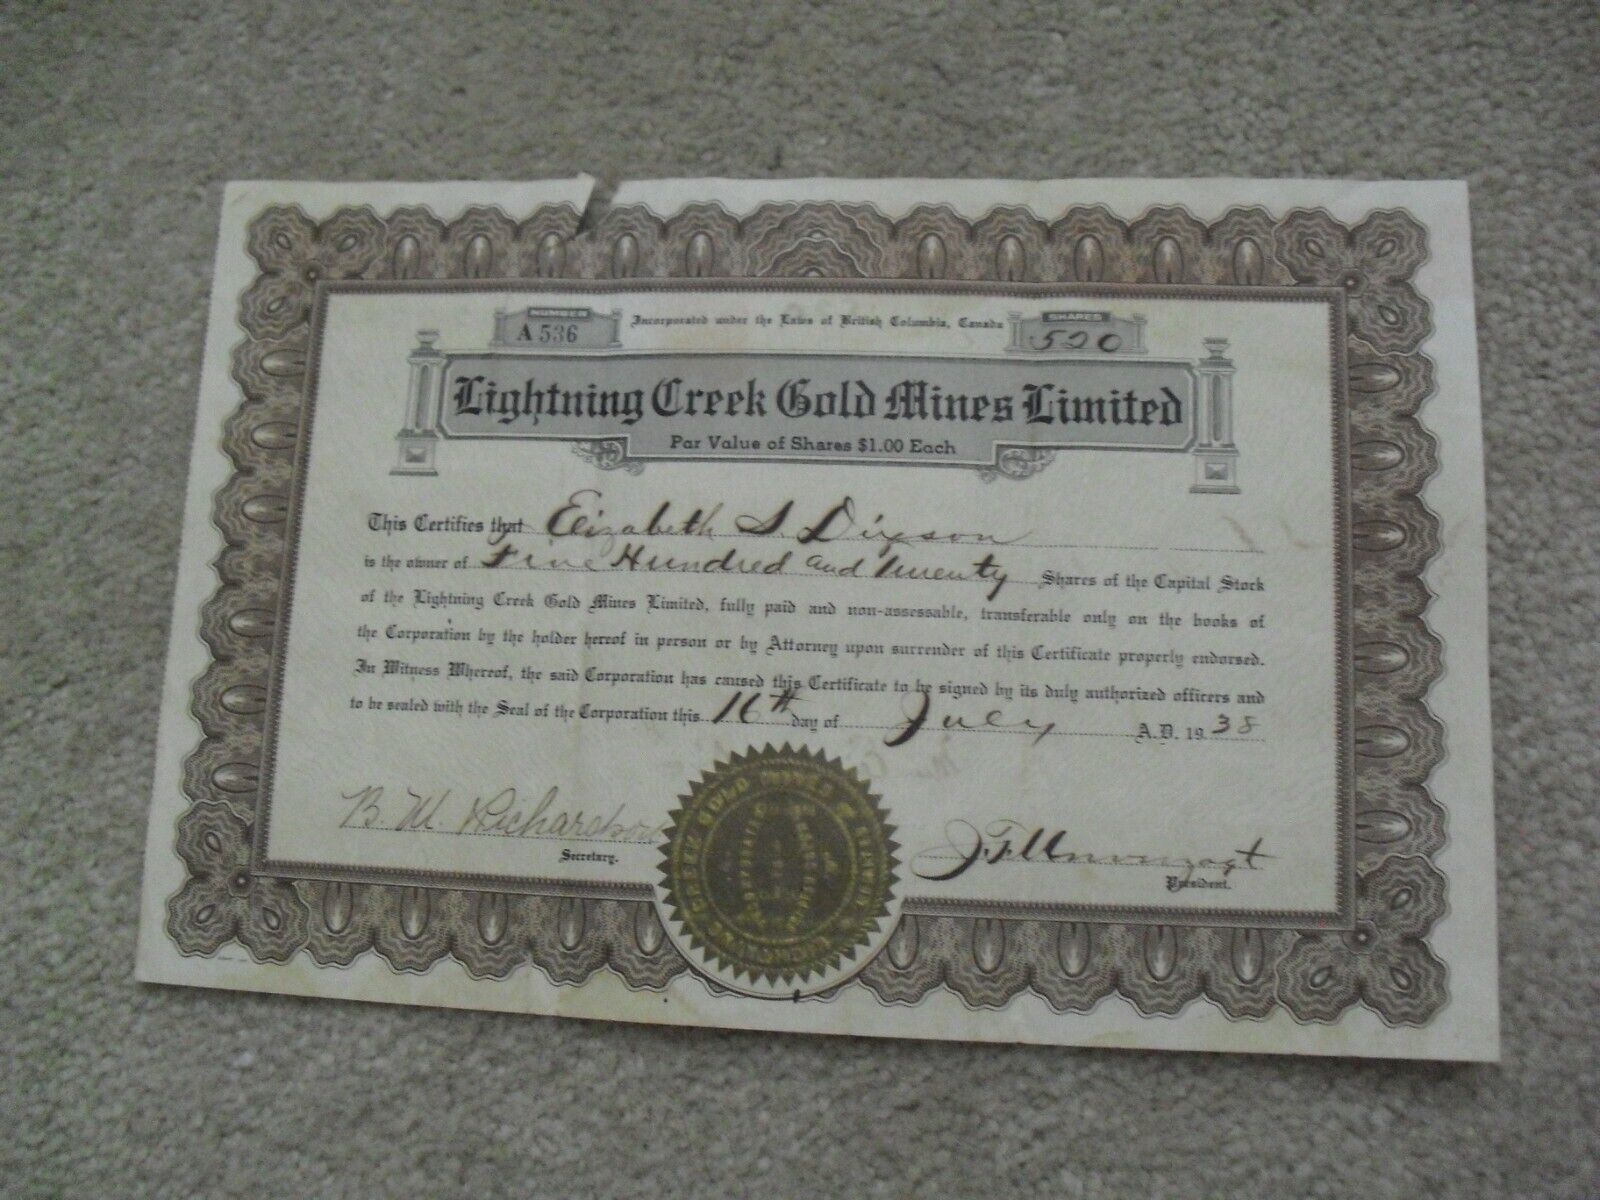 NUMBER
A 536
Incorporated under the Laws of British Columbia, Canada
SHARES
520
Lightning Creek Gold Mines Limited
Par Value of Shares $1.00 Each
This Certifies that Elizabeth S. Dixson
is the owner of Five Hundred and Twenty Shares of the Capital Stock
of the Lightning Creek Gold Mines Limited, fully paid and non-assessable, transferable only on the books of
the Corporation by the holder hereof in person or by Attorney upon surrender of this Certificate properly endorsed.
In Witness Whereof, the said Corporation has caused this Certificate to be signed by its duly authorized officers and
to be sealed with the Seal of the Corporation this 16th day of July A.D. 1938
B. M. Richardson
Secretary.
President.